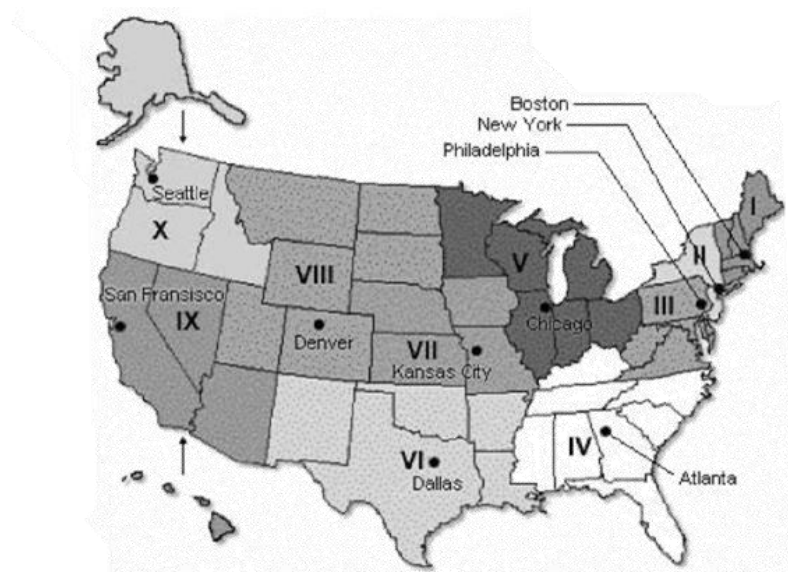 Boston
New York
Philadelphia
Seattle
I
X
II
V
VIII
San Fransisco
III
IX
Chicago
Denver
VII
Kansas City
IV
VI
Dallas
Atlanta